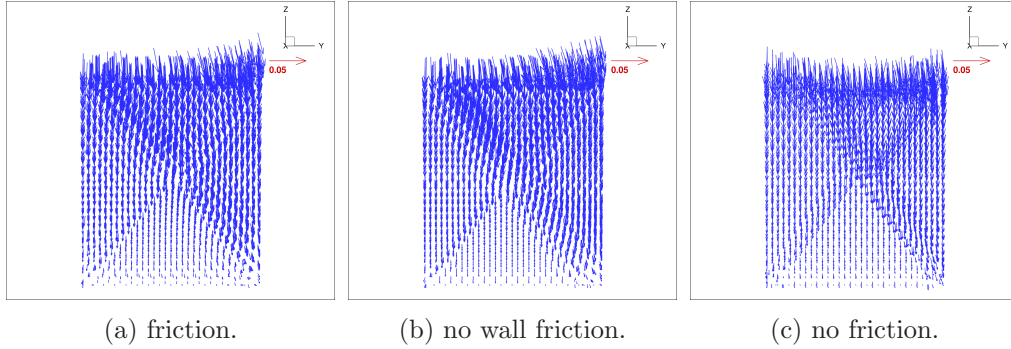 Z
X
Y
0.05
Z
X
Y
0.05
Z
X
Y
0.05
(a) friction.
(b) no wall friction.
(c) no friction.